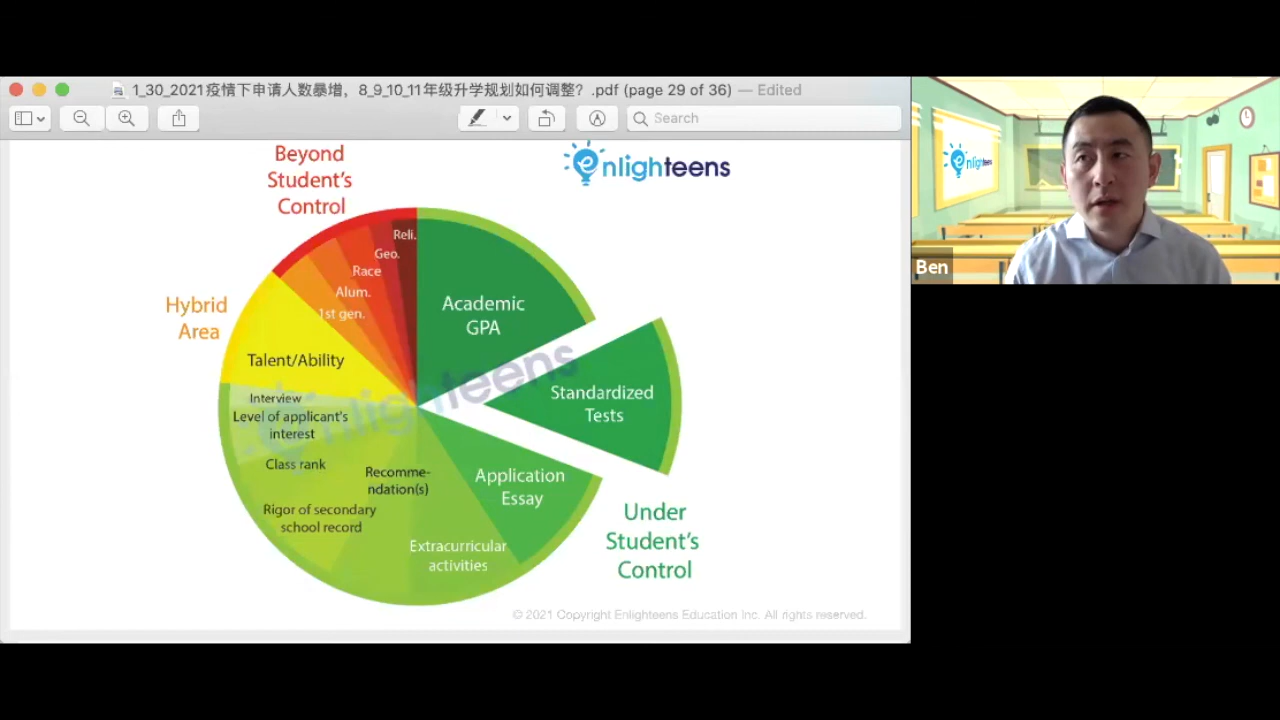 1_30_2021疫情下申请人数暴增，8_9_10_11年级升学规划如何调整？.pdf (page 29 of 36) — Edited
Search
Beyond
Student's
Control
enlighteens
Reli.
Geo.
Race
Alum.
1st gen.
Hybrid
Area
Academic
GPA
Talent/Ability
enlighteens
Standardized
Tests
Interview
Level of applicant's
interest
Class rank
Recomme-
ndation(s)
Application
Essay
Rigor of secondary
school record
Extracurricular
activities
Under
Student's
Control
© 2021 Copyright Enlighteens Education Inc. All rights reserved.
enlighteens
Ben